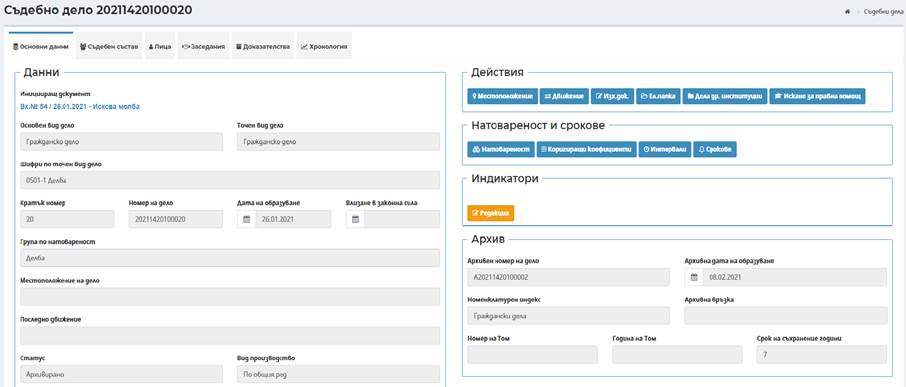 Съдебно дело 20211420100020
Съдебни дела
Основни данни
Съдебен състав
Лица
Заседания
Доказателства
Хронология
Данни
Иницииращ документ
Вх.№ 54 / 26.01.2021 - Искова молба
Основен вид дело
Точен вид дело
Гражданско дело
Гражданско дело
Шифри по точен вид дело
0501-1 Делба
Кратък номер
Номер на дело
Дата на образуване
Влизане в законна сила
20
20211420100020
26.01.2021
Група по натовареност
Делба
Местоположение на дело
Последно движение
Статус
Вид производство
Архивирано
По общия ред
Действия
Местоположение
Движение
Изх.док.
Ел.папка
Дела др. институции
Искане за правна помощ
Натовареност и срокове
Натовареност
Коригиращи коефициенти
Интервали
Срокове
Индикатори
Редакции
Архив
Архивен номер на дело
Архивна дата на образуване
А20211420100002
08.02.2021
Номенклатурен индекс
Архивна връзка
Граждански дела
Номер на Том
Година на Том
Срок на съхранение години
7